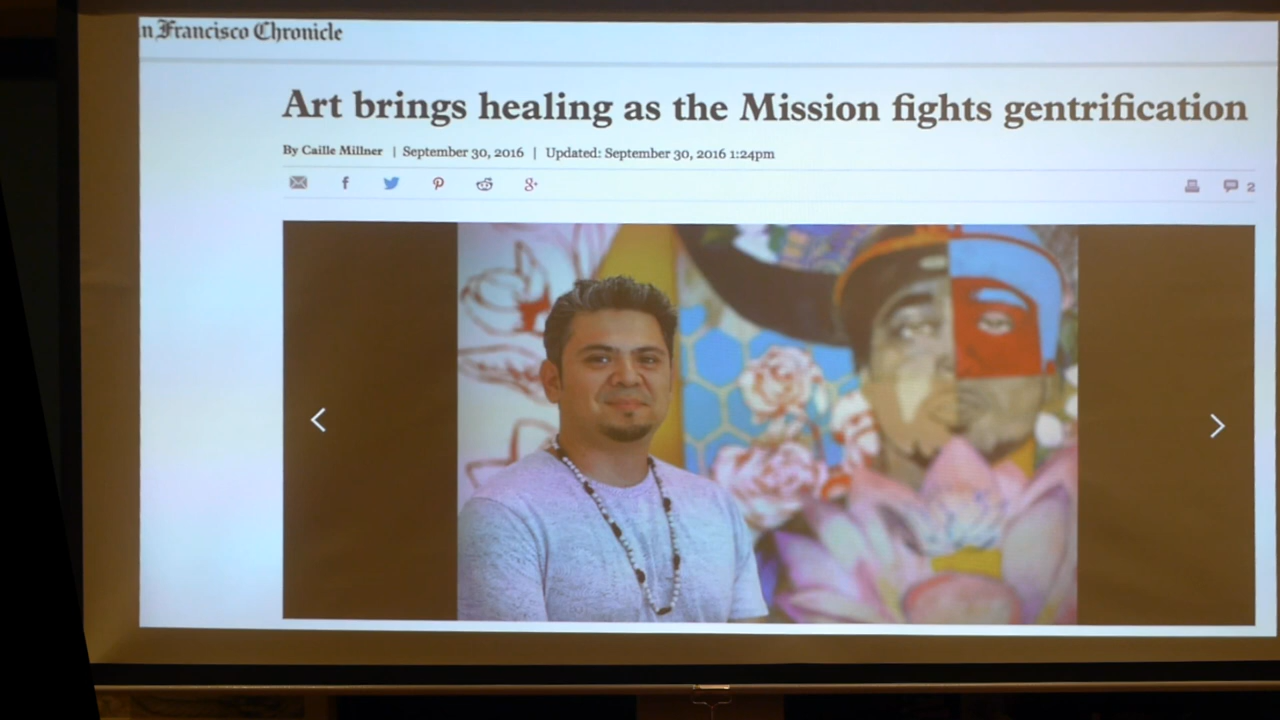 n Francisco Chronicle
Art brings healing as the Mission fights gentrification
By Caille Millner | September 30, 2016 | Updated: September 30, 2016 1:24pm
2